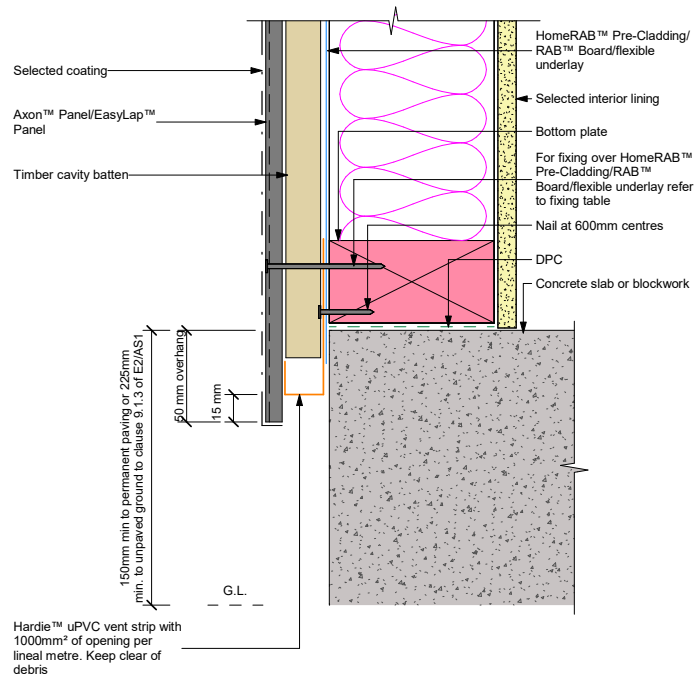 Selected coating
Axon™ Panel/EasyLap™
Panel
Timber cavity batten
HomeRAB™ Pre-Cladding/
RAB™ Board/flexible
underlay
Selected interior lining
Bottom plate
For fixing over HomeRAB™
Pre-Cladding/RAB™
Board/flexible underlay refer
to fixing table
Nail at 600mm centres
DPC
Concrete slab or blockwork
150mm min to permanent paving or 225mm
min. to unpaved ground to clause 9.1.3 of E2/AS1
50 mm overhang
15 mm
G.L.
Hardie™ uPVC vent strip with
1000mm² of opening per
lineal metre. Keep clear of
debris